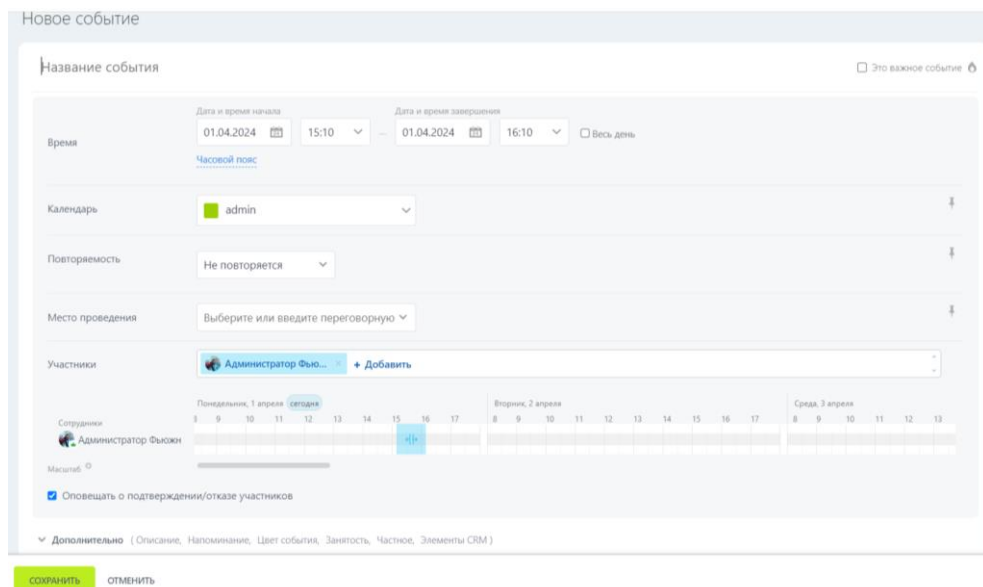 Новое событие
Название события
Это важное событие
Дата и время начала Дата и время завершения
Время 01.04.2024 15:10 — 01.04.2024 16:10 Весь день
Часовой пояс
Календарь admin
Повторяемость Не повторяется
Место проведения Выберите или введите переговорную
Участники Администратор Фью... × + Добавить
Понедельник, 1 апреля сегодня Вторник, 2 апреля Среда, 3 апреля
Сотрудники 8 9 10 11 12 13 14 15 16 17 8 9 10 11 12 13 14 15 16 17 8 9 10 11 12 13
Администратор Фьюжн
Масштаб
Оповещать о подтверждении/отказе участников
Дополнительно (Описание, Напоминание, Цвет события, Занятость, Частное, Элементы CRM)
СОХРАНИТЬ ОТМЕНИТЬ